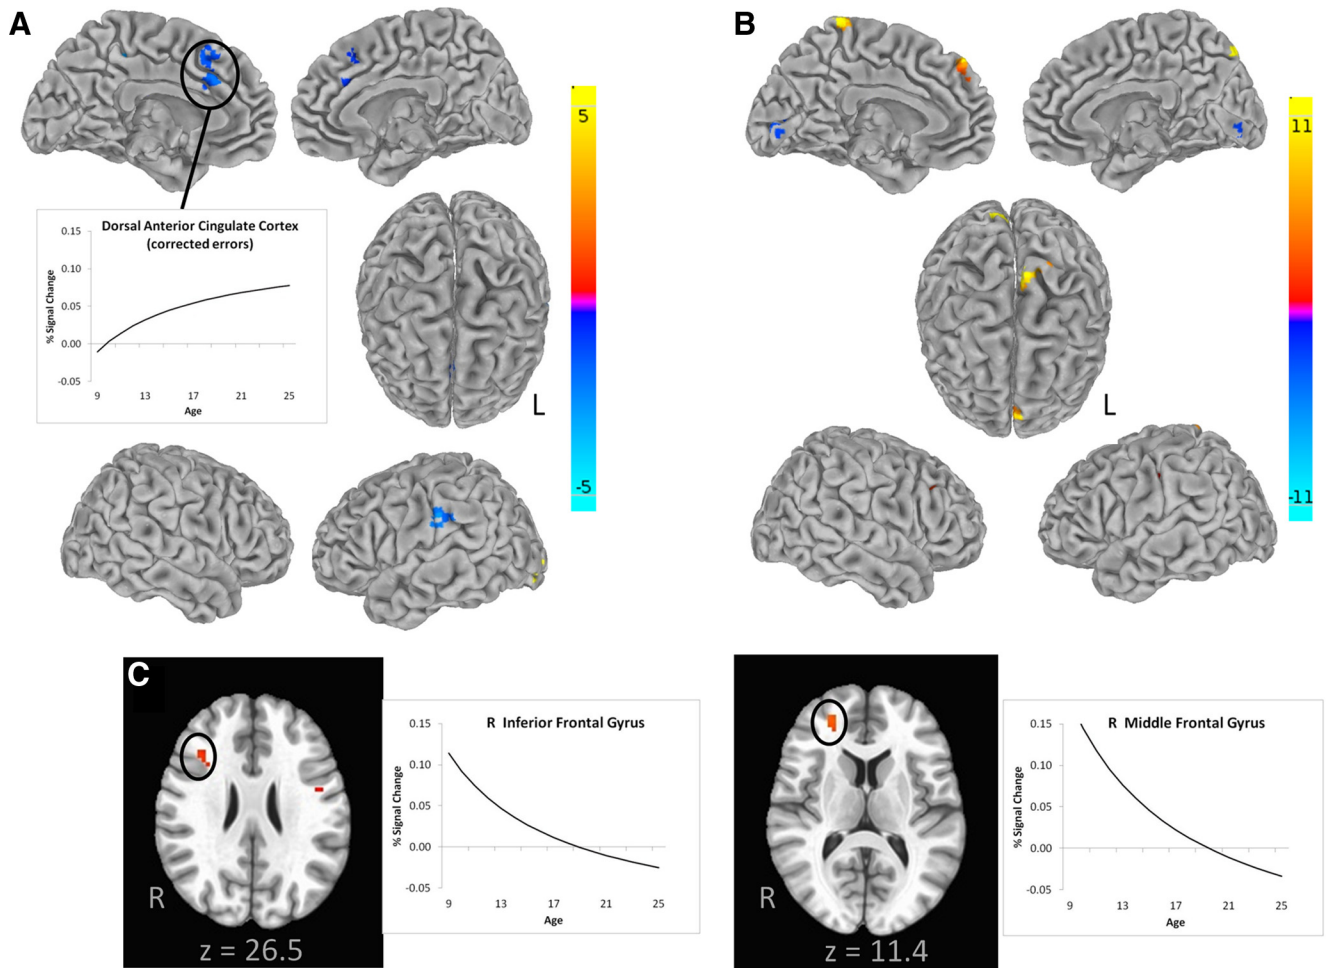 A
B
5
-5
11
-11
Dorsal Anterior Cingulate Cortex
(corrected errors)
% Signal Change
0.15
0.10
0.05
0.00
-0.05
9 13 17 21 25
Age
L
L
C
R
z = 26.5
R Inferior Frontal Gyrus
% Signal Change
0.15
0.10
0.05
0.00
-0.05
9 13 17 21 25
Age
R
z = 11.4
R Middle Frontal Gyrus
% Signal Change
0.15
0.10
0.05
0.00
-0.05
9 13 17 21 25
Age